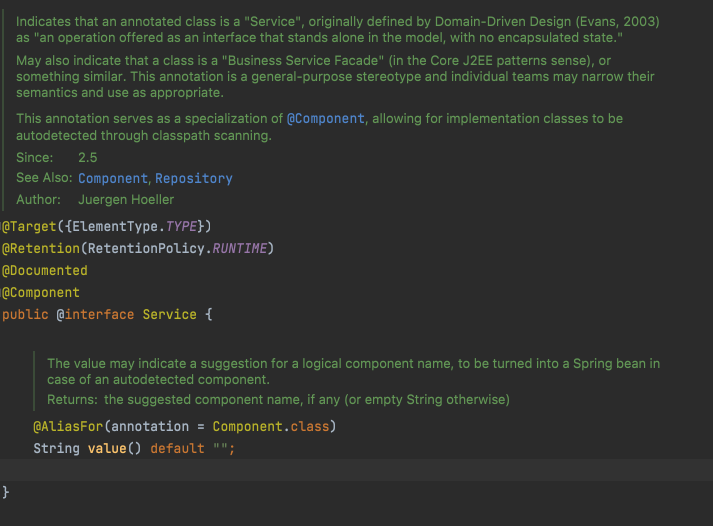 Indicates that an annotated class is a "Service", originally defined by Domain-Driven Design (Evans, 2003)
as "an operation offered as an interface that stands alone in the model, with no encapsulated state."
May also indicate that a class is a "Business Service Facade" (in the Core J2EE patterns sense), or
something similar. This annotation is a general-purpose stereotype and individual teams may narrow their
semantics and use as appropriate.
This annotation serves as a specialization of @Component, allowing for implementation classes to be
autodetected through classpath scanning.
Since: 2.5
See Also: Component, Repository
Author: Juergen Hoeller
@Target({ElementType.TYPE})
@Retention(RetentionPolicy.RUNTIME)
@Documented
@Component
public @interface Service {
The value may indicate a suggestion for a logical component name, to be turned into a Spring bean in
case of an autodetected component.
Returns: the suggested component name, if any (or empty String otherwise)
@AliasFor(annotation = Component.class)
String value() default "";
}